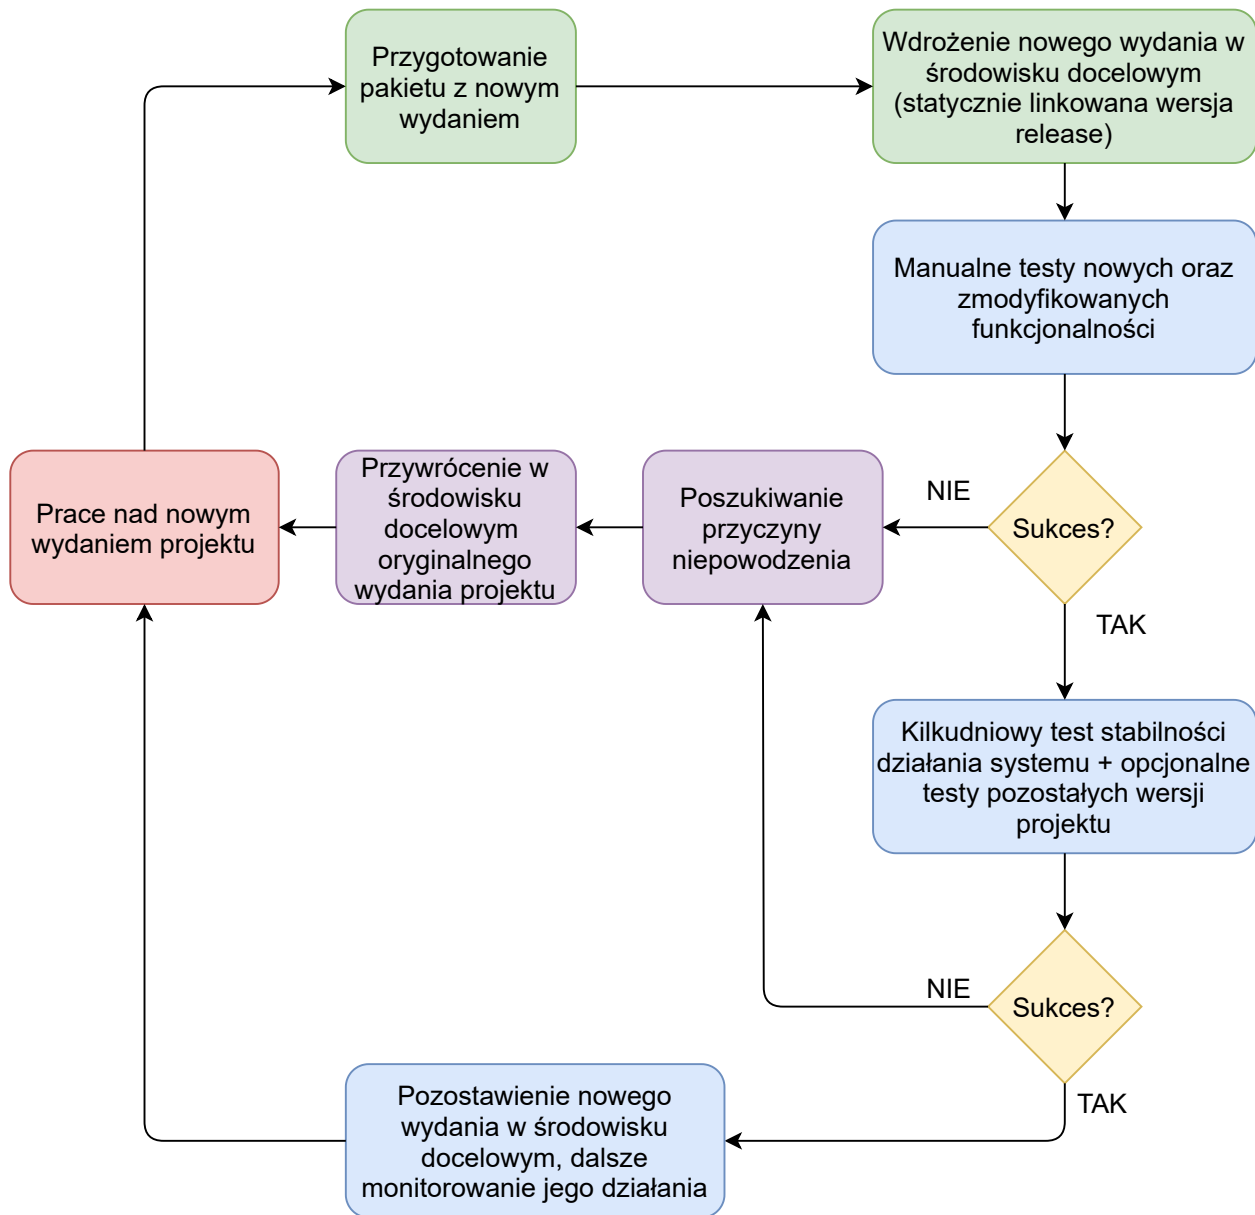 Przygotowanie
pakietu z nowym
wydaniem
Wdrożenie nowego wydania w
środowisku docelowym
(statycznie linkowana wersja
release)
Manualne testy nowych oraz
zmodyfikowanych
funkcjonalności
Prace nad nowym
wydaniem projektu
Przywrócenie w
środowisku
docelowym
oryginalnego
wydania projektu
Poszukiwanie
przyczyny
niepowodzenia
NIE
Sukces?
TAK
Kilkudniowy test stabilności
działania systemu + opcjonalne
testy pozostałych wersji
projektu
NIE
Sukces?
TAK
Pozostawienie nowego
wydania w środowisku
docelowym, dalsze
monitorowanie jego działania